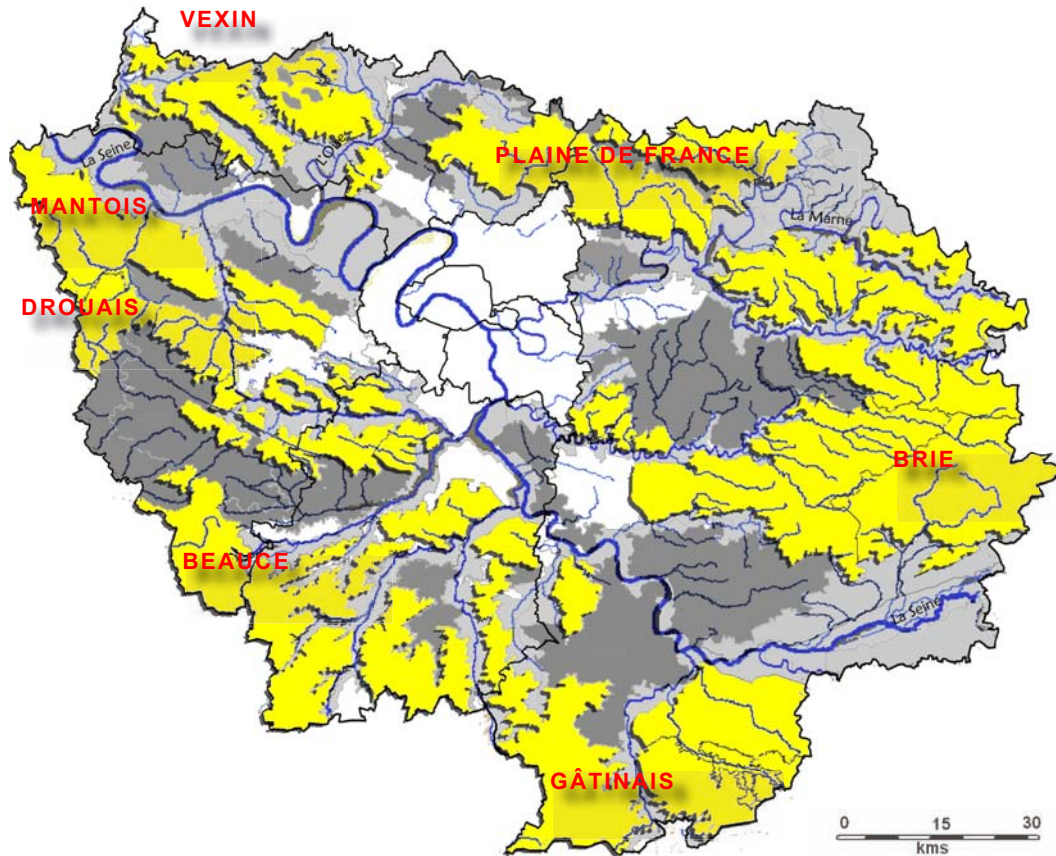 VEXIN
La Seine
L'Oise
PLAINE DE FRANCE
MANTOIS
La Marne
DROUAIS
BRIE
BEAUCE
La Seine
GÂTINAIS
0 15 30
kms